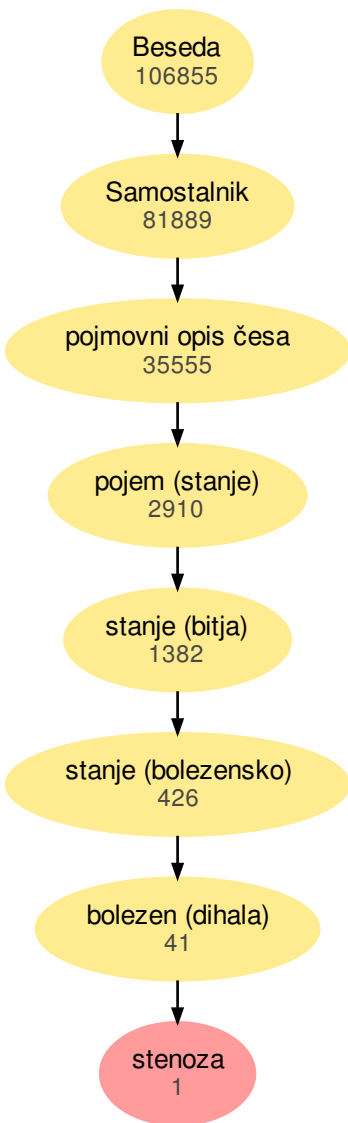 Beseda
106855
Samostalnik
81889
pojmovni opis česa
35555
pojem (stanje)
2910
stanje (bitja)
1382
stanje (bolezensko)
426
bolezen (dihala)
41
stenoza
1